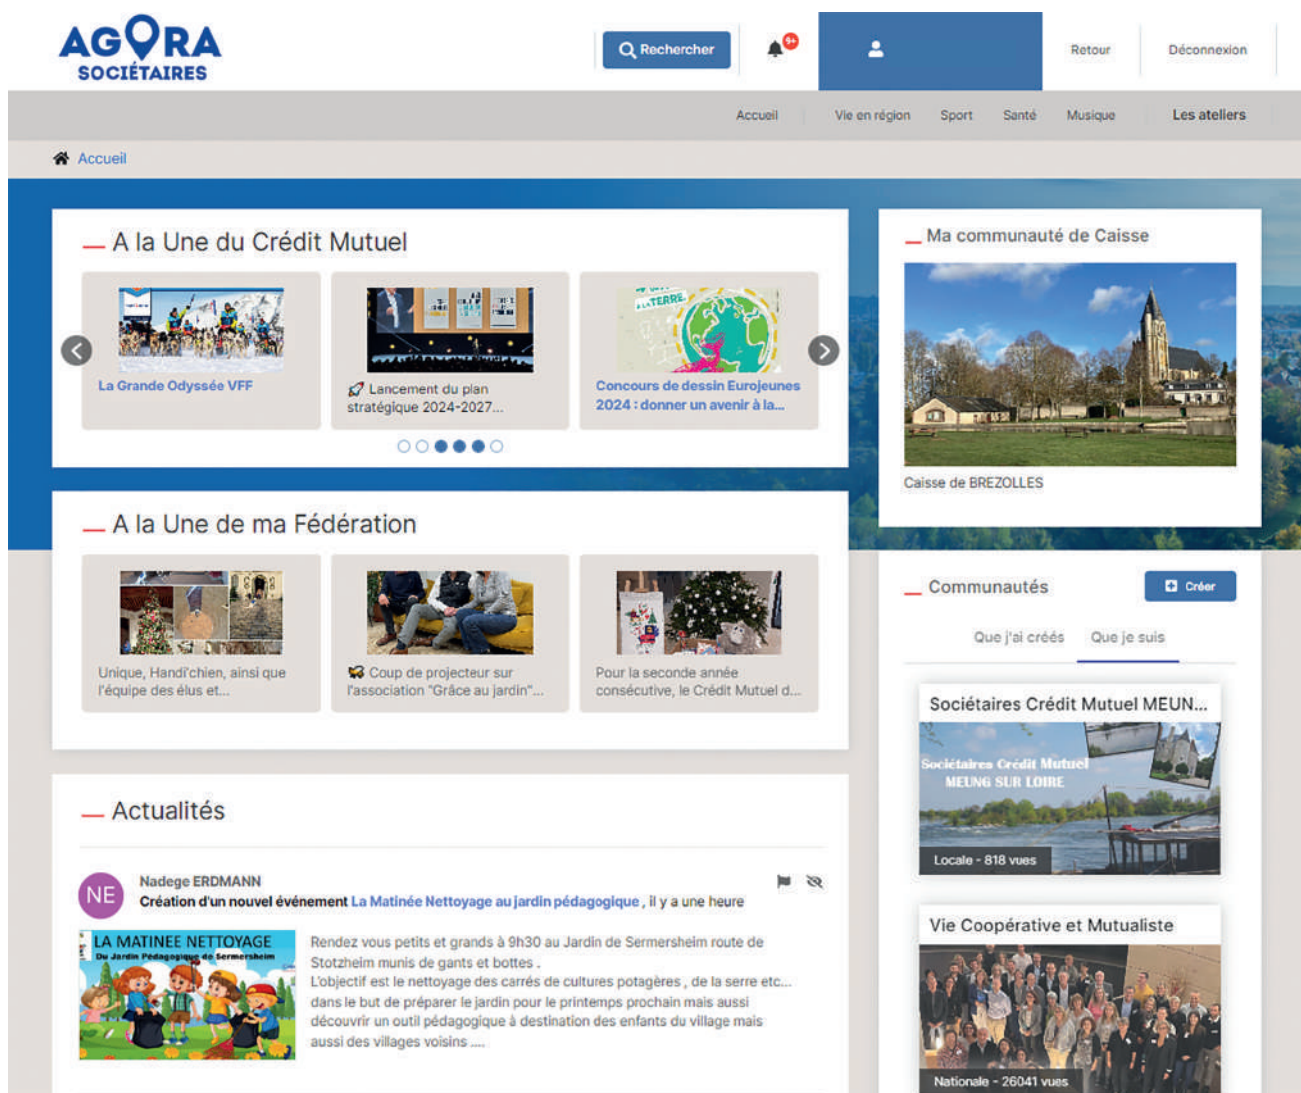 AGORA
SOCIÉTAIRES
Rechercher
9+
Retour
Déconnexion
Accueil
Vie en région
Sport
Santé
Musique
Les ateliers
Accueil
A la Une du Crédit Mutuel
À LA TERRE
La Grande Odyssée VFF
Lancement du plan
stratégique 2024-2027...
Concours de dessin Eurojeunes
2024 : donner un avenir à la...
Ma communauté de Caisse
Caisse de BREZOLLES
A la Une de ma Fédération
Unique, Handi'chien, ainsi que
l'équipe des élus et...
Coup de projecteur sur
l'association "Grâce au jardin"...
Pour la seconde année
consécutive, le Crédit Mutuel d...
Communautés
Créer
Que j'ai créés
Que je suis
Sociétaires Crédit Mutuel MEUN...
Sociétaires Crédit Mutuel
MEUNG SUR LOIRE
Locale - 818 vues
Vie Coopérative et Mutualiste
Nationale - 26041 vues
Actualités
NE
Nadege ERDMANN
Création d'un nouvel événement La Matinée Nettoyage au jardin pédagogique , il y a une heure
LA MATINEE NETTOYAGE
Du Jardin Pédagogique de Sermersheim
Rendez vous petits et grands à 9h30 au Jardin de Sermersheim route de
Stotzheim munis de gants et bottes .
L'objectif est le nettoyage des carrés de cultures potagères , de la serre etc...
dans le but de préparer le jardin pour le printemps prochain mais aussi
découvrir un outil pédagogique à destination des enfants du village mais
aussi des villages voisins ....